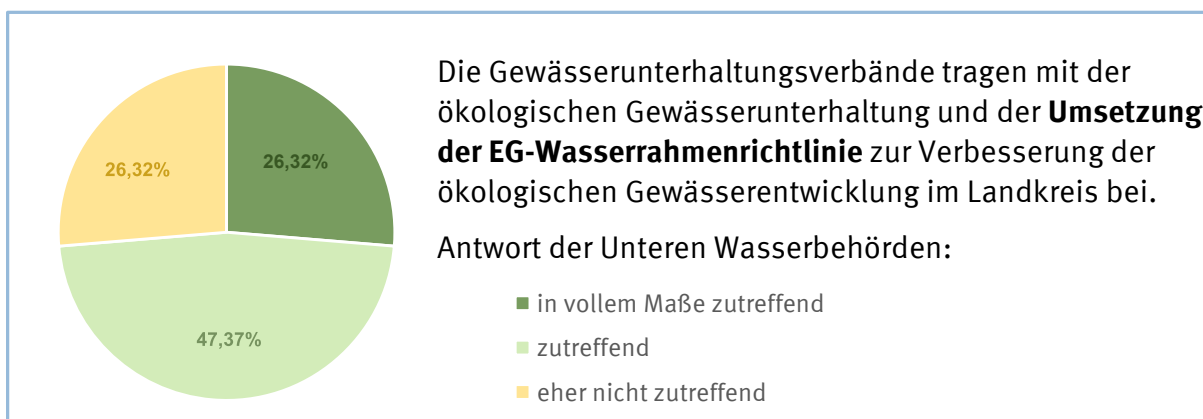 Die Gewässerunterhaltungsverbände tragen mit der
ökologischen Gewässerunterhaltung und der Umsetzung
der EG-Wasserrahmenrichtlinie zur Verbesserung der
ökologischen Gewässerentwicklung im Landkreis bei.
Antwort der Unteren Wasserbehörden:
in vollem Maße zutreffend
zutreffend
eher nicht zutreffend
26,32%
26,32%
47,37%